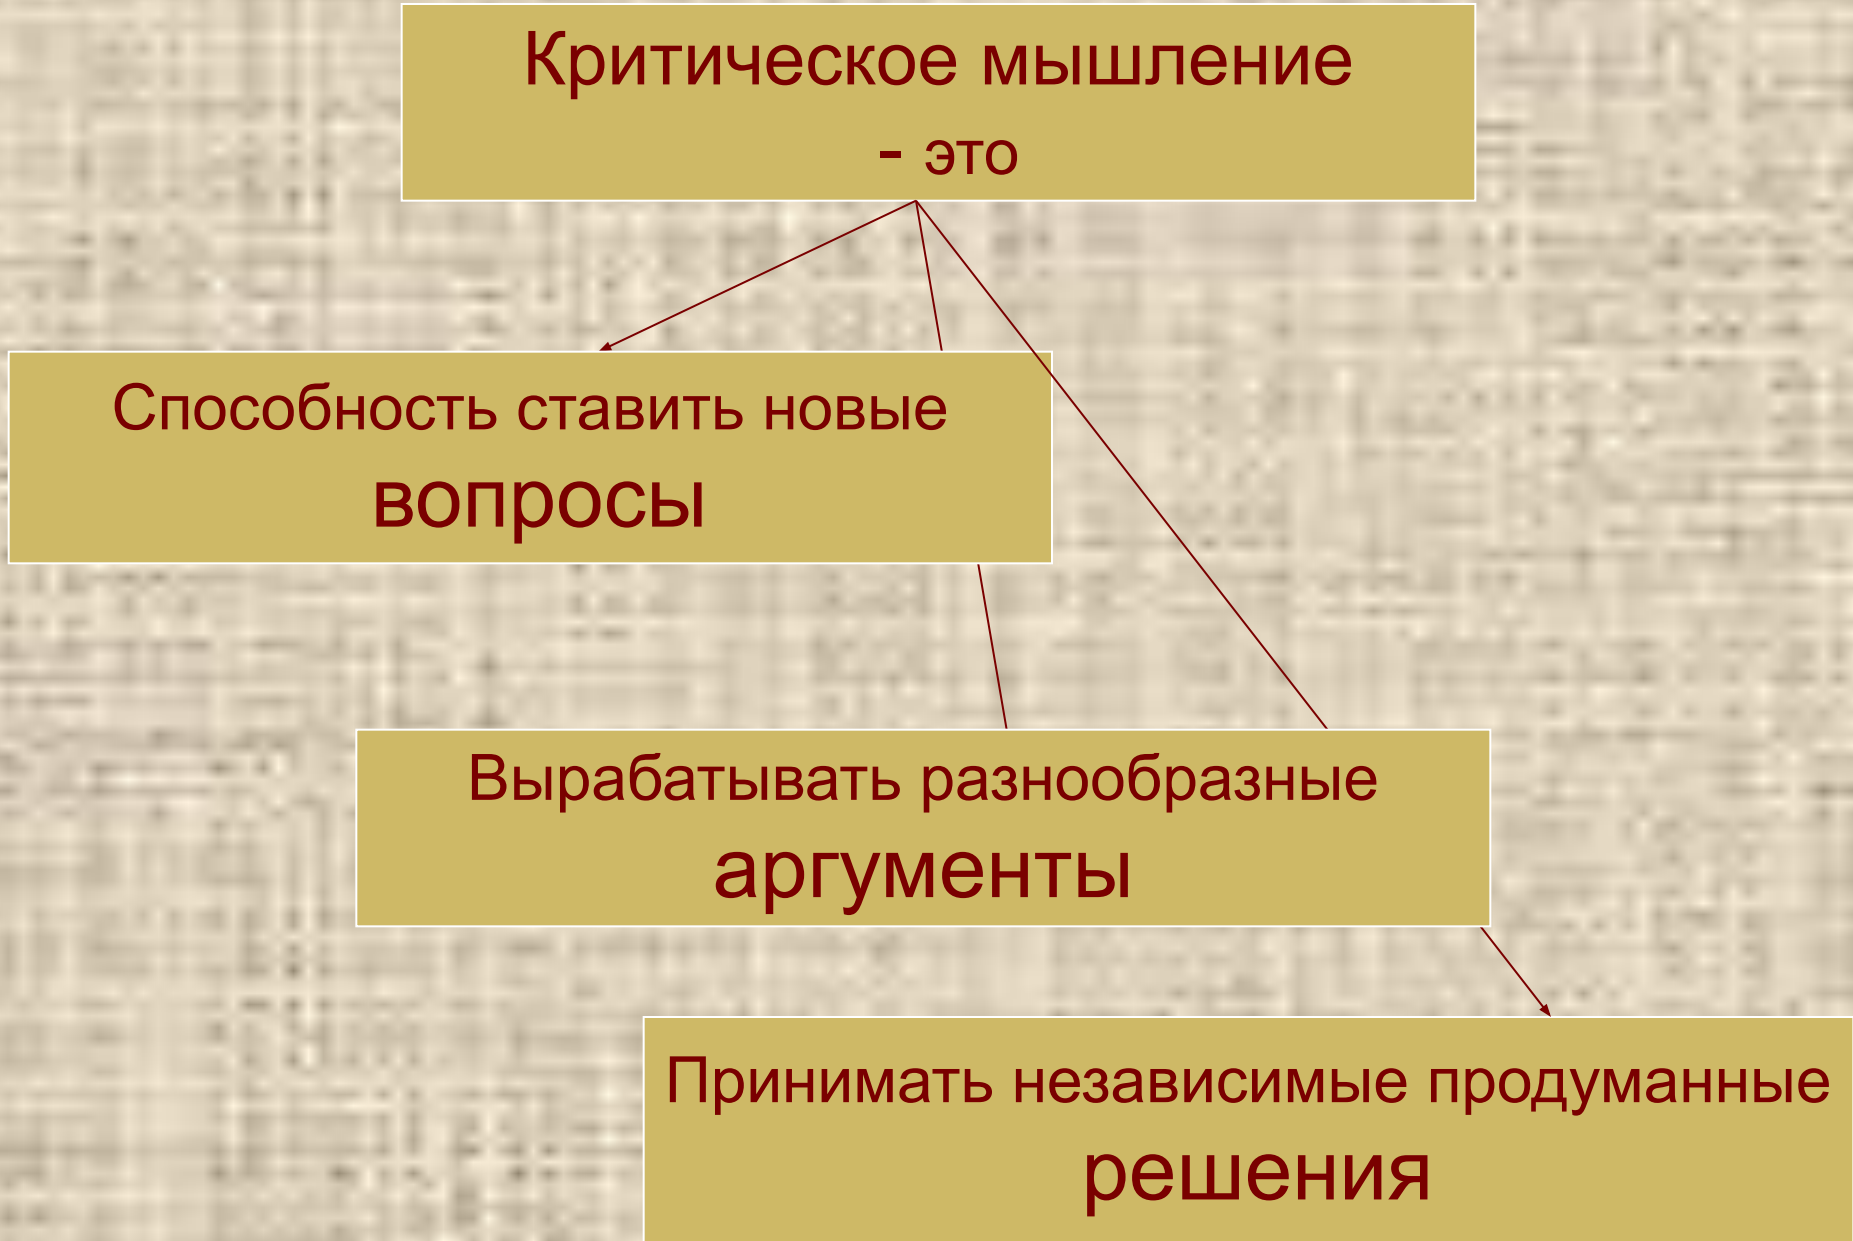 Критическое мышление
- это
Способность ставить новые
вопросы
Вырабатывать разнообразные
аргументы
Принимать независимые продуманные
решения